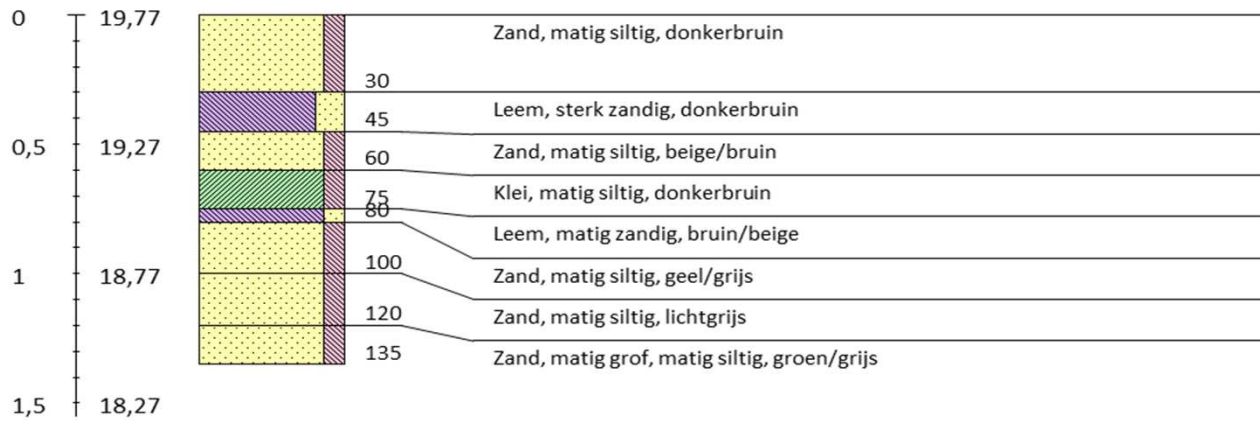 0 19,77 Zand, matig siltig, donkerbruin
30
Leem, sterk zandig, donkerbruin
45
0,5 19,27 Zand, matig siltig, beige/bruin
60
Klei, matig siltig, donkerbruin
75
80
Leem, matig zandig, bruin/beige
100
1 18,77 Zand, matig siltig, geel/grijs
120 Zand, matig siltig, lichtgrijs
135 Zand, matig grof, matig siltig, groen/grijs
1,5 18,27